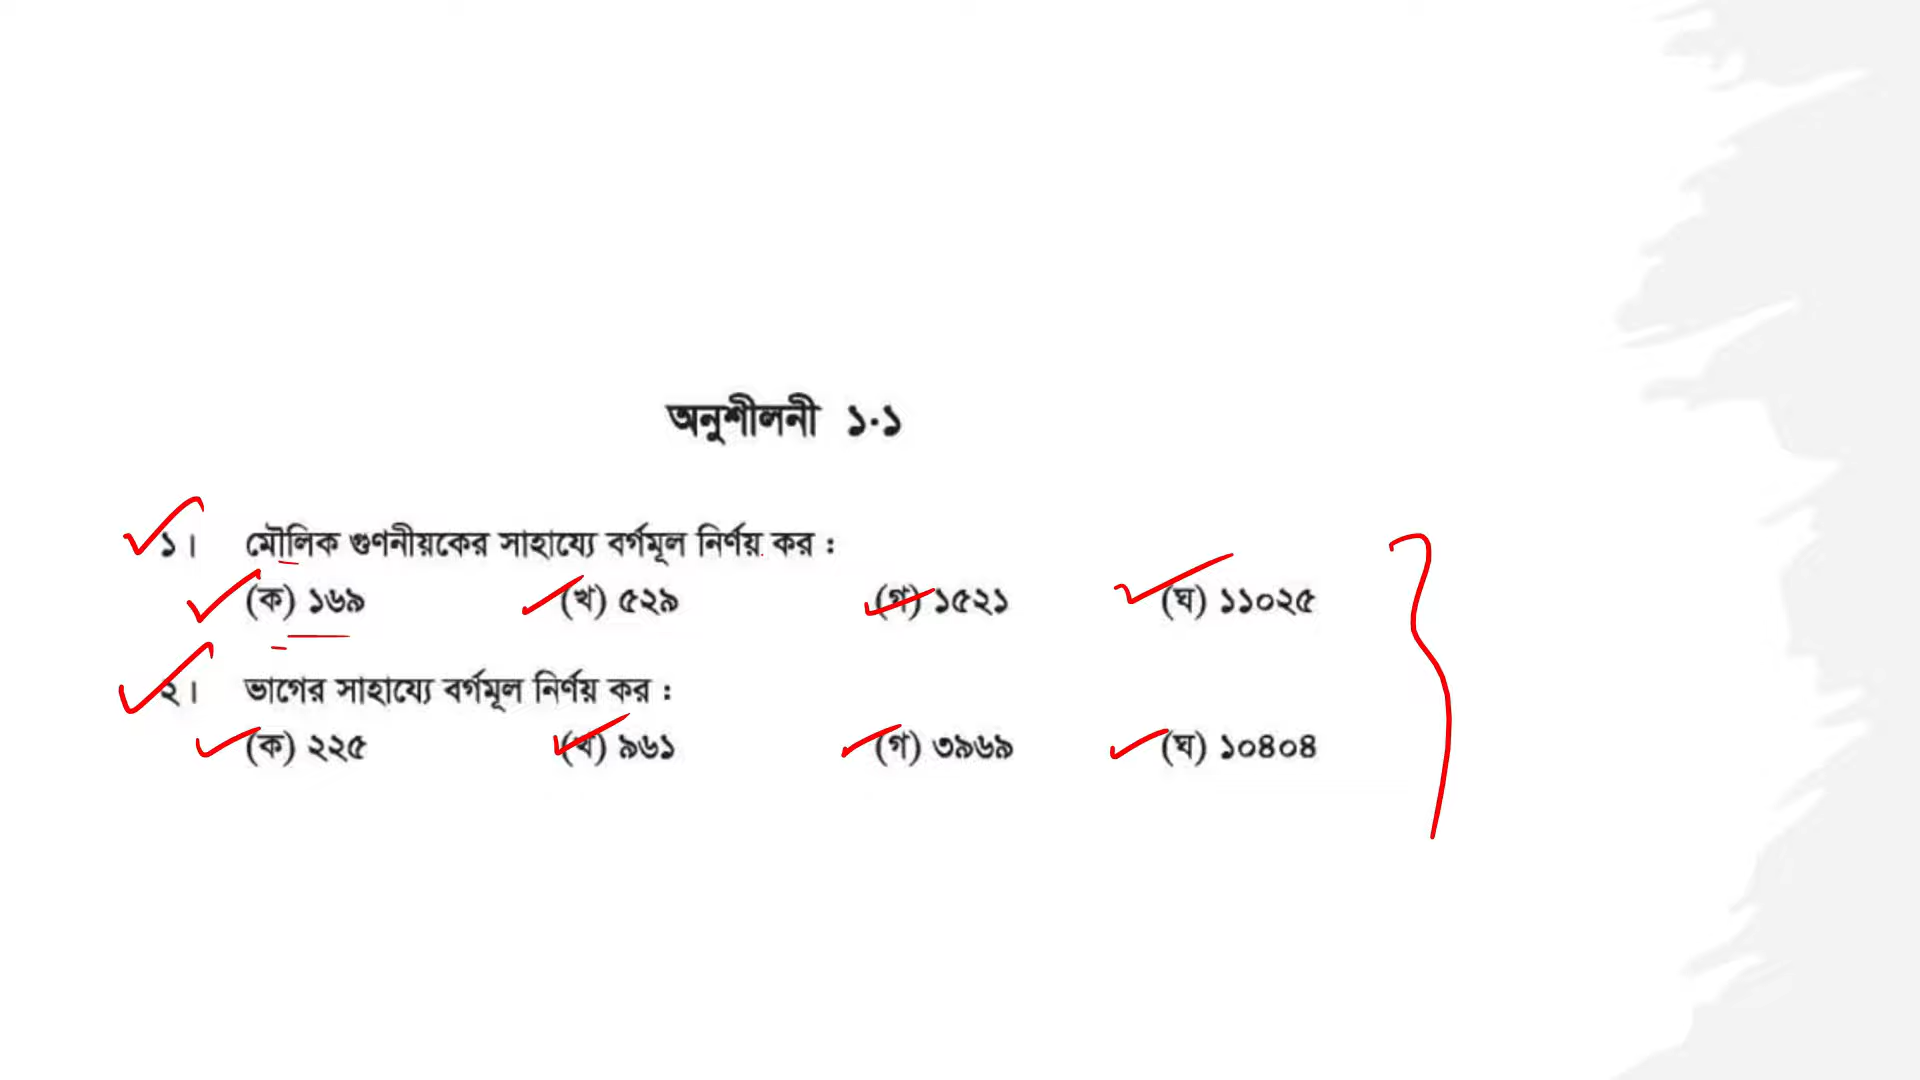 অনুশীলনী ১.১
১। মৌলিক গুণনীয়কের সাহায্যে বর্গমূল নির্ণয় কর :
(ক) ১৬৯ (খ) ৫২৯ (গ) ১৫২১ (ঘ) ১১০২৫
২। ভাগের সাহায্যে বর্গমূল নির্ণয় কর :
(ক) ২২৫ (খ) ৯৬১ (গ) ৩৯৬৯ (ঘ) ১০৪০৪